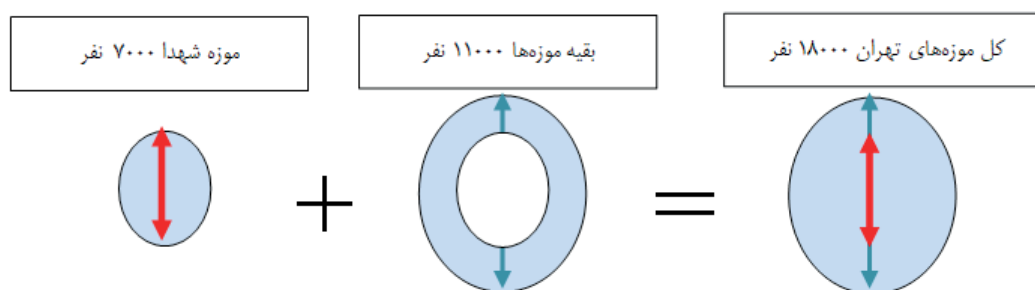 کل موزه‌های تهران ۱۸۰۰۰ نفر
بقیه موزه‌ها ۱۱۰۰۰ نفر
موزه شهدا ۷۰۰۰ نفر
+
=